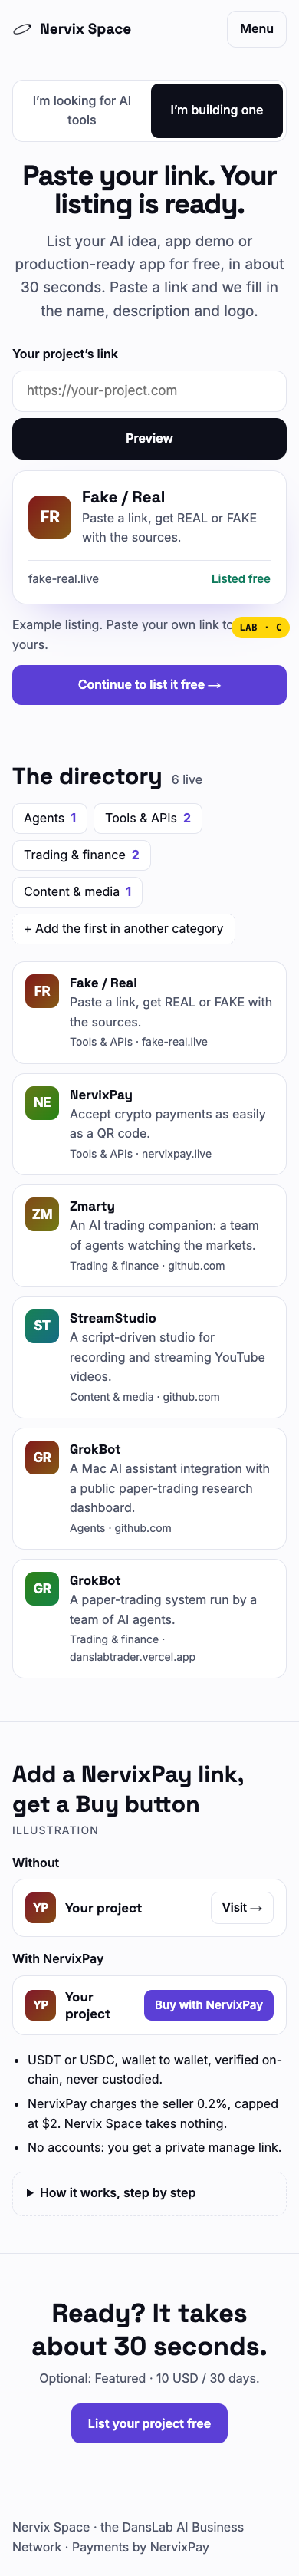 Nervix Space
Menu
I'm looking for AI
tools
I'm building one
Paste your link. Your
listing is ready.
List your AI idea, app demo or
production-ready app for free, in about
30 seconds. Paste a link and we fill in
the name, description and logo.
Your project's link
https://your-project.com
Preview
FR
Fake / Real
Paste a link, get REAL or FAKE
with the sources.
fake-real.live
Listed free
Example listing. Paste your own link to
yours.
LAB · C
Continue to list it free →
The directory
6 live
Agents 1
Tools & APIs 2
Trading & finance 2
Content & media 1
+ Add the first in another category
FR
Fake / Real
Paste a link, get REAL or FAKE with
the sources.
Tools & APIs · fake-real.live
NE
NervixPay
Accept crypto payments as easily
as a QR code.
Tools & APIs · nervixpay.live
ZM
Zmarty
An AI trading companion: a team
of agents watching the markets.
Trading & finance · github.com
ST
StreamStudio
A script-driven studio for
recording and streaming YouTube
videos.
Content & media · github.com
GR
GrokBot
A Mac AI assistant integration with
a public paper-trading research
dashboard.
Agents · github.com
GR
GrokBot
A paper-trading system run by a
team of AI agents.
Trading & finance ·
danslabtrader.vercel.app
Add a NervixPay link,
get a Buy button
ILLUSTRATION
Without
YP
Your project
Visit →
With NervixPay
YP
Your
project
Buy with NervixPay
• USDT or USDC, wallet to wallet, verified on-
chain, never custodied.
• NervixPay charges the seller 0.2%, capped
at $2. Nervix Space takes nothing.
• No accounts: you get a private manage link.
▶ How it works, step by step
Ready? It takes
about 30 seconds.
Optional: Featured · 10 USD / 30 days.
List your project free
Nervix Space · the DansLab AI Business
Network · Payments by NervixPay